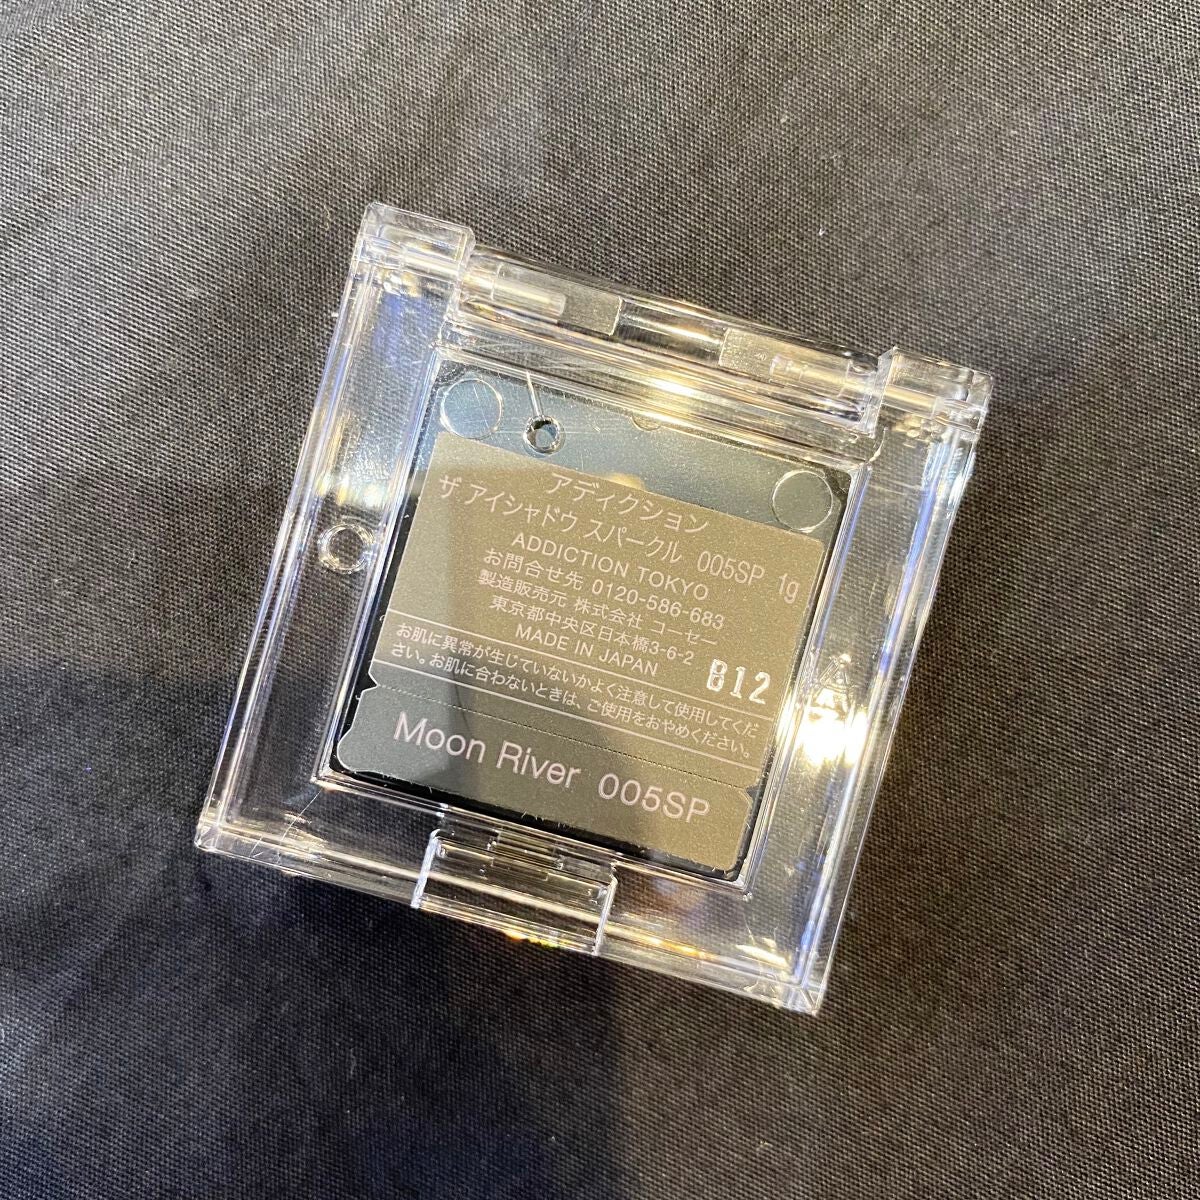 アディクション
ザ アイシャドウ スパークル 005SP 1g
ADDICTION TOKYO
お問合せ先 0120-586-683
製造販売元 株式会社 コーセー
東京都中央区日本橋3-6-2
MADE IN JAPAN
B12
お肌に異常が生じていないかよく注意して使用してくだ
さい。お肌に合わないときは、ご使用をおやめください。
Moon River 005SP